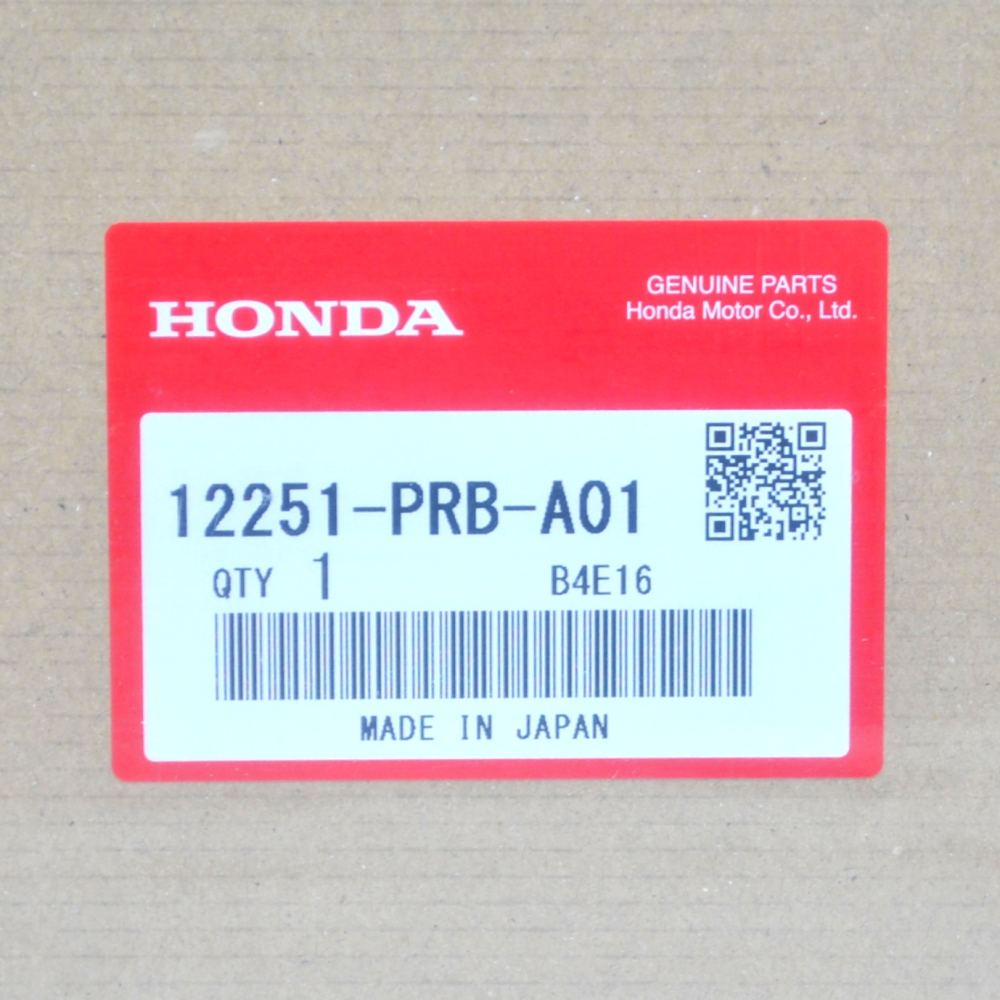 HONDA
GENUINE PARTS
Honda Motor Co., Ltd.
12251-PRB-A01
QTY 1 B4E16
MADE IN JAPAN